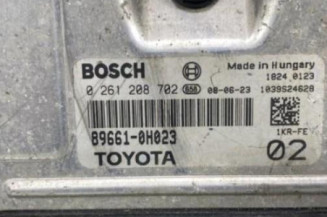 BOSCH Made in Hungary
1824.0123
0 261 208 702 08-06-23 1039S24628
89661-0H023 1KR-FE
TOYOTA 02